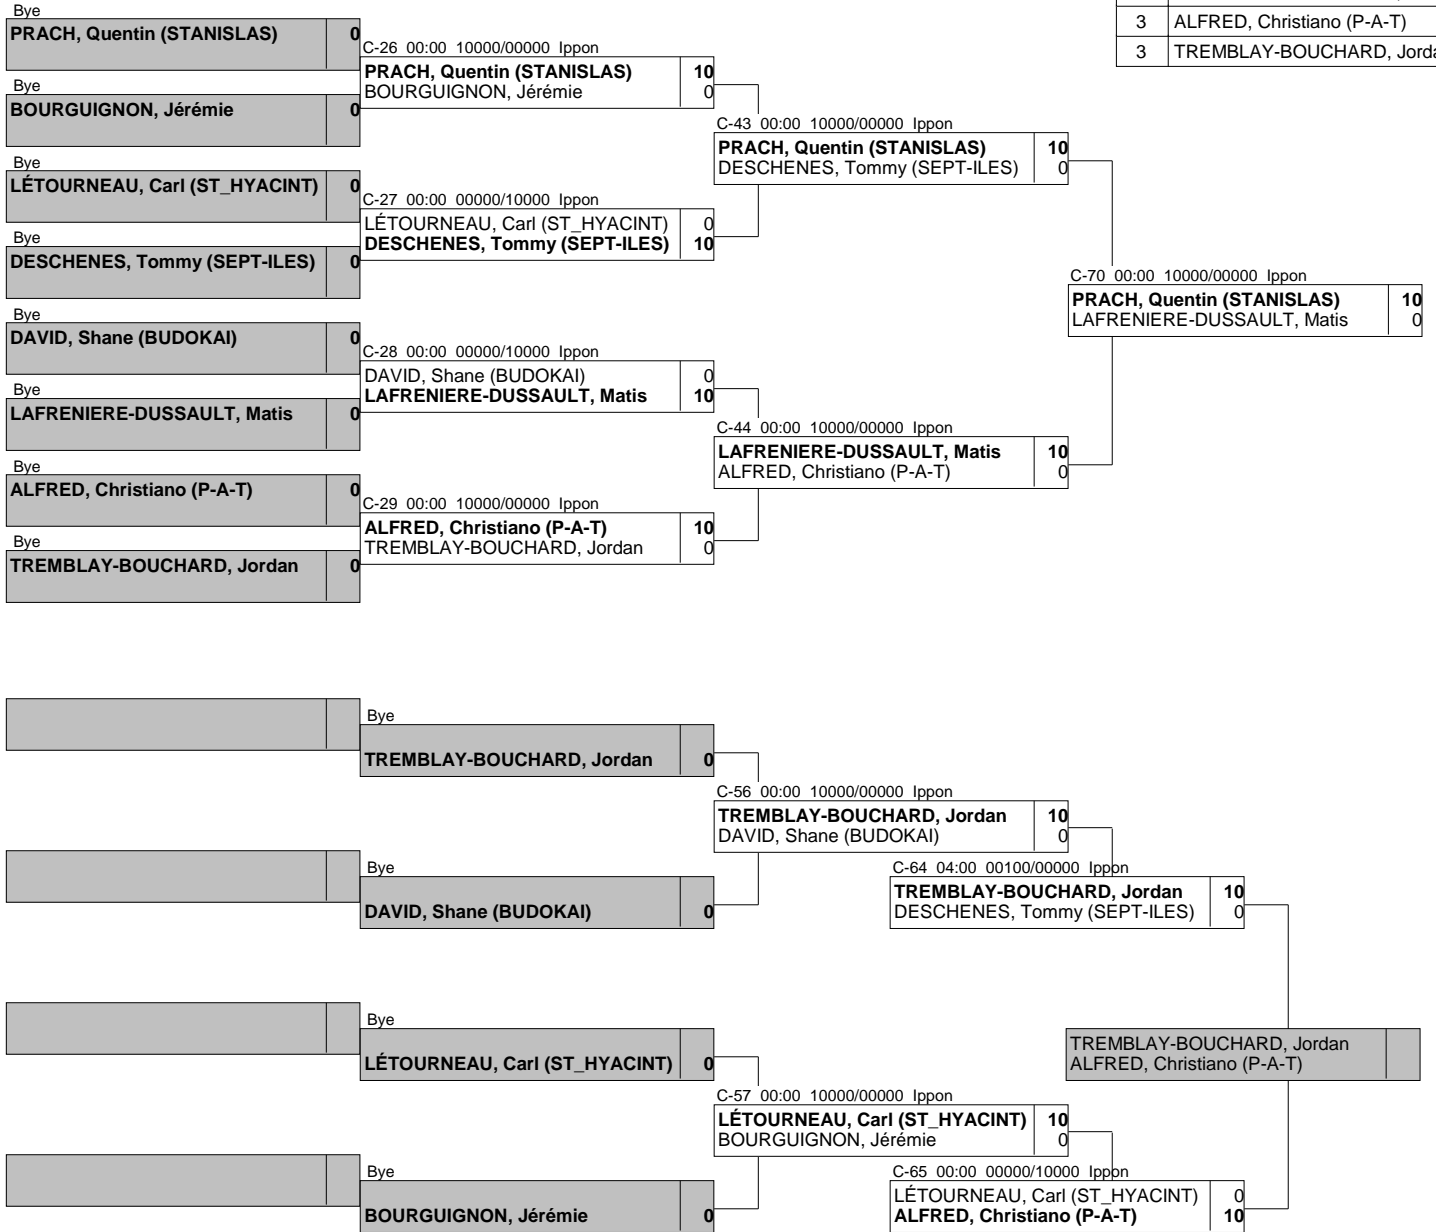 3 ALFRED, Christiano (P-A-T)
3 TREMBLAY-BOUCHARD,
Bye
PRACH, Quentin (STANISLAS) 0
Bye
BOURGUIGNON, Jérémie 0
Bye
LÉTOURNEAU, Carl (ST_HYACINT) 0
Bye
DESCHENES, Tommy (SEPT-ILES) 0
Bye
DAVID, Shane (BUDOKAI) 0
Bye
LAFRENIERE-DUSSAULT, Matis 0
Bye
ALFRED, Christiano (P-A-T) 0
Bye
TREMBLAY-BOUCHARD, Jordan 0
C-26 00:00 10000/00000 Ippon
PRACH, Quentin (STANISLAS) 10
BOURGUIGNON, Jérémie 0
C-27 00:00 00000/10000 Ippon
LÉTOURNEAU, Carl (ST_HYACINT) 0
DESCHENES, Tommy (SEPT-ILES) 10
C-28 00:00 00000/10000 Ippon
DAVID, Shane (BUDOKAI) 0
LAFRENIERE-DUSSAULT, Matis 10
C-29 00:00 10000/00000 Ippon
ALFRED, Christiano (P-A-T) 10
TREMBLAY-BOUCHARD, Jordan 0
C-43 00:00 10000/00000 Ippon
PRACH, Quentin (STANISLAS) 10
DESCHENES, Tommy (SEPT-ILES) 0
C-44 00:00 10000/00000 Ippon
LAFRENIERE-DUSSAULT, Matis 10
ALFRED, Christiano (P-A-T) 0
C-70 00:00 10000/00000 Ippon
PRACH, Quentin (STANISLAS) 10
LAFRENIERE-DUSSAULT, Matis 0
Bye
TREMBLAY-BOUCHARD, Jordan 0
Bye
DAVID, Shane (BUDOKAI) 0
Bye
LÉTOURNEAU, Carl (ST_HYACINT) 0
Bye
BOURGUIGNON, Jérémie 0
C-56 00:00 10000/00000 Ippon
TREMBLAY-BOUCHARD, Jordan 10
DAVID, Shane (BUDOKAI) 0
C-57 00:00 10000/00000 Ippon
LÉTOURNEAU, Carl (ST_HYACINT) 10
BOURGUIGNON, Jérémie 0
C-64 04:00 00100/00000 Ippon
TREMBLAY-BOUCHARD, Jordan 10
DESCHENES, Tommy (SEPT-ILES) 0
C-65 00:00 00000/10000 Ippon
LÉTOURNEAU, Carl (ST_HYACINT) 0
ALFRED, Christiano (P-A-T) 10
TREMBLAY-BOUCHARD, Jordan
ALFRED, Christiano (P-A-T)